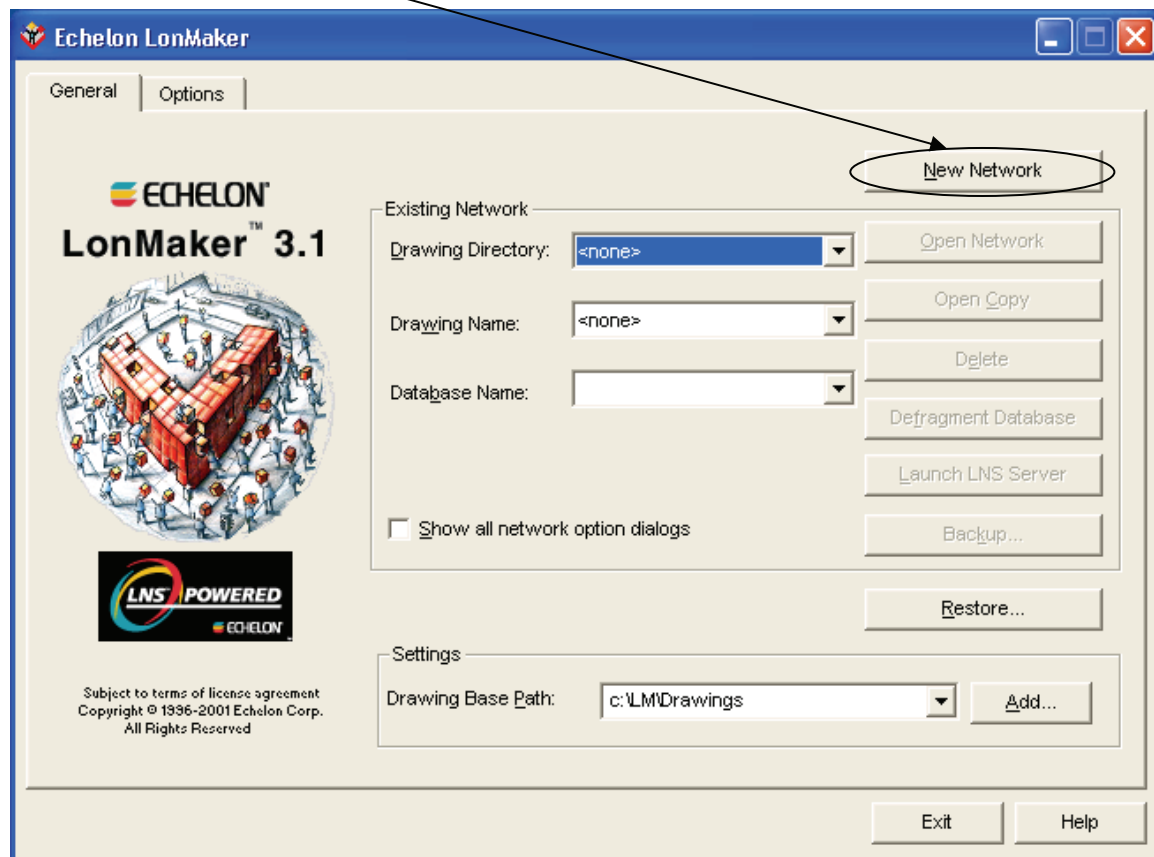 Echelon LonMaker
General Options
New Network
ECHELON
LonMaker™ 3.1
Existing Network
Drawing Directory: <none>
Open Network
Open Copy
Drawing Name: <none>
Delete
Database Name:
Defragment Database
Launch LNS Server
Show all network option dialogs
Backup...
LNS POWERED
ECHELON
Restore...
Settings
Drawing Base Path: c:\LM\Drawings Add...
Subject to terms of license agreement
Copyright © 1996-2001 Echelon Corp.
All Rights Reserved
Exit Help